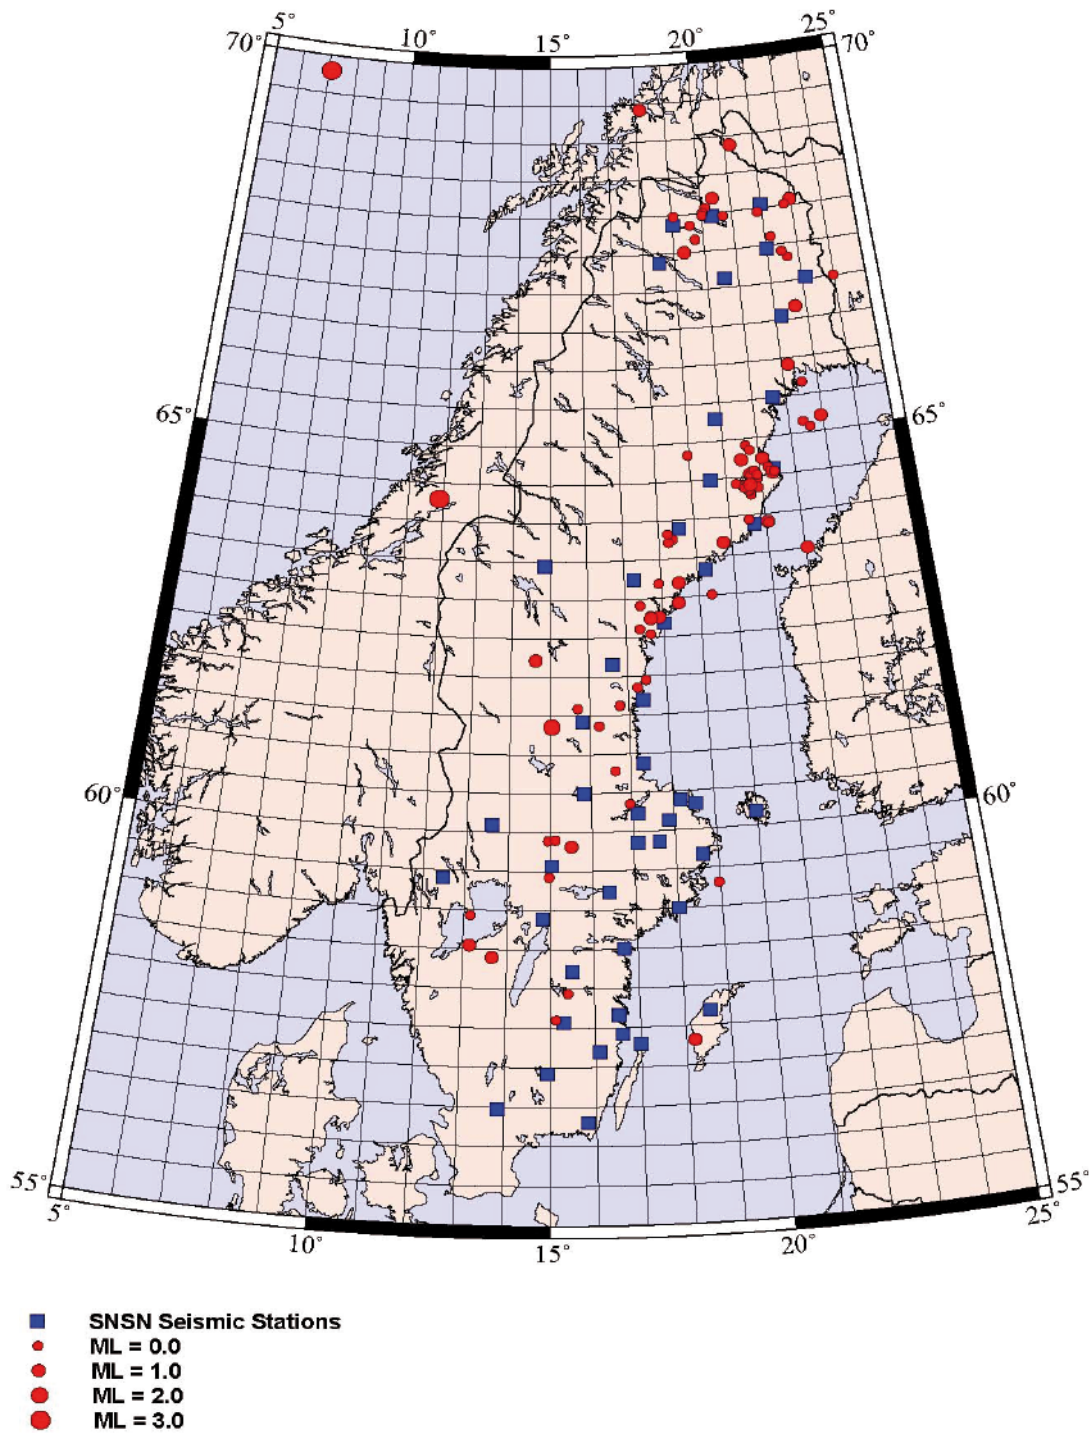 5° 25°
70° 10° 15° 20° 70°
65° 65°
60° 60°
55° 55°
5° 25°
10° 15° 20°
SNSN Seismic Stations
ML = 0.0
ML = 1.0
ML = 2.0
ML = 3.0